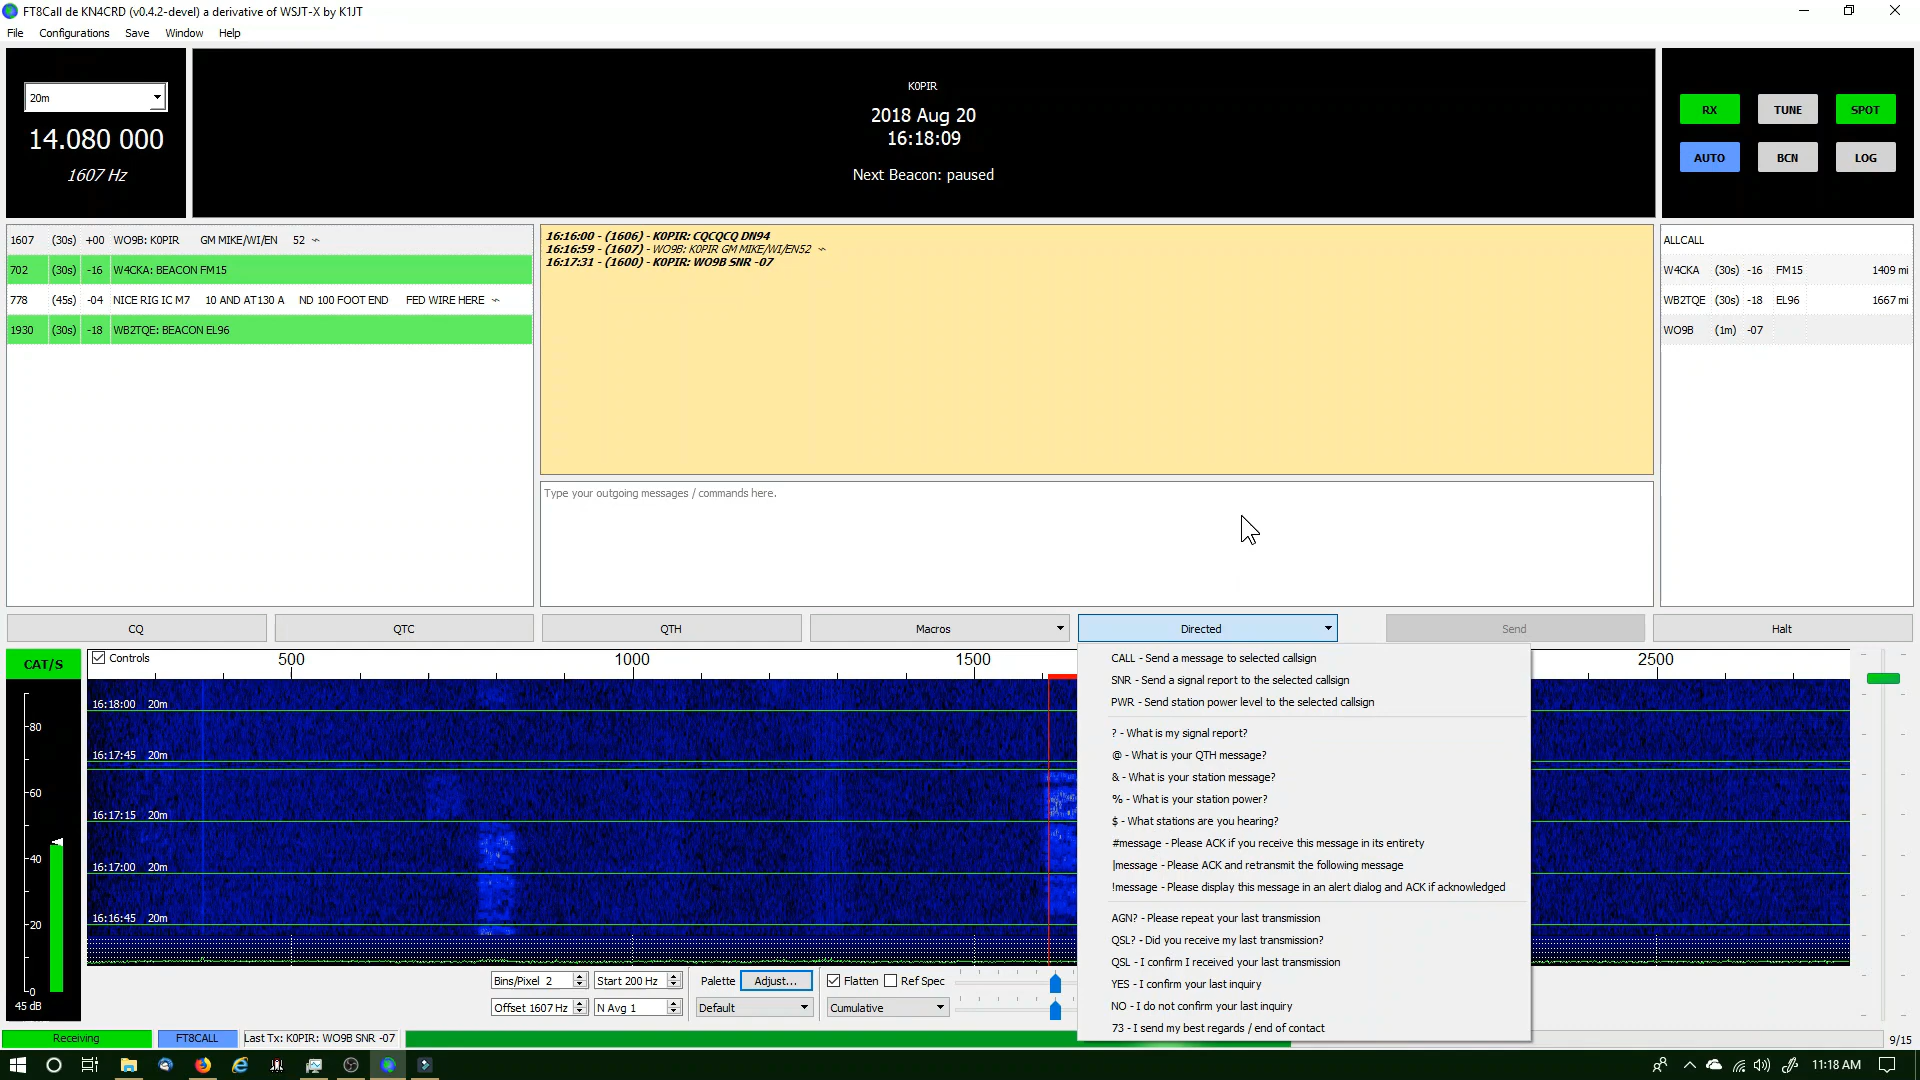 FT8Call de KN4CRD (v0.4.2-devel) a derivative of WSJT-X by K1JT
File Configurations Save Window Help
20m
14.080 000
1607 Hz
K0PIR
2018 Aug 20
16:18:09
Next Beacon: paused
RX TUNE SPOT
AUTO BCN LOG
1607 (30s) +00 WO9B: K0PIR GM MIKE/WI/EN 52
702 (30s) -16 W4CKA: BEACON FM15
778 (45s) -04 NICE RIG IC M7 10 AND AT130 A ND 100 FOOT END FED WIRE HERE
1930 (30s) -18 WB2TQE: BEACON EL96
16:16:00 - (1606) - K0PIR: CQCQCQ DN94
16:16:59 - (1607) - WO9B: K0PIR GM MIKE/WI/EN52
16:17:31 - (1600) - K0PIR: WO9B SNR -07
Type your outgoing messages / commands here.
ALLCALL
W4CKA (30s) -16 FM15 1409 mi
WB2TQE (30s) -18 EL96 1667 mi
WO9B (1m) -07
CQ QTC QTH Macros Directed Send Halt
CAT/S
Controls 500 1000 1500 2500
16:18:00 20m
16:17:45 20m
16:17:15 20m
16:17:00 20m
16:16:45 20m
-80
-60
-40
-20
-0
45 dB
CALL - Send a message to selected callsign
SNR - Send a signal report to the selected callsign
PWR - Send station power level to the selected callsign
? - What is my signal report?
@ - What is your QTH message?
& - What is your station message?
% - What is your station power?
$ - What stations are you hearing?
#message - Please ACK if you receive this message in its entirety
|message - Please ACK and retransmit the following message
!message - Please display this message in an alert dialog and ACK if acknowledged
AGN? - Please repeat your last transmission
QSL? - Did you receive my last transmission?
QSL - I confirm I received your last transmission
YES - I confirm your last inquiry
NO - I do not confirm your last inquiry
73 - I send my best regards / end of contact
Bins/Pixel 2 Start 200 Hz Palette Adjust... Flatten Ref Spec
Offset 1607 Hz N Avg 1 Default Cumulative
Receiving FT8CALL Last Tx: K0PIR: WO9B SNR -07 9/15
11:18 AM